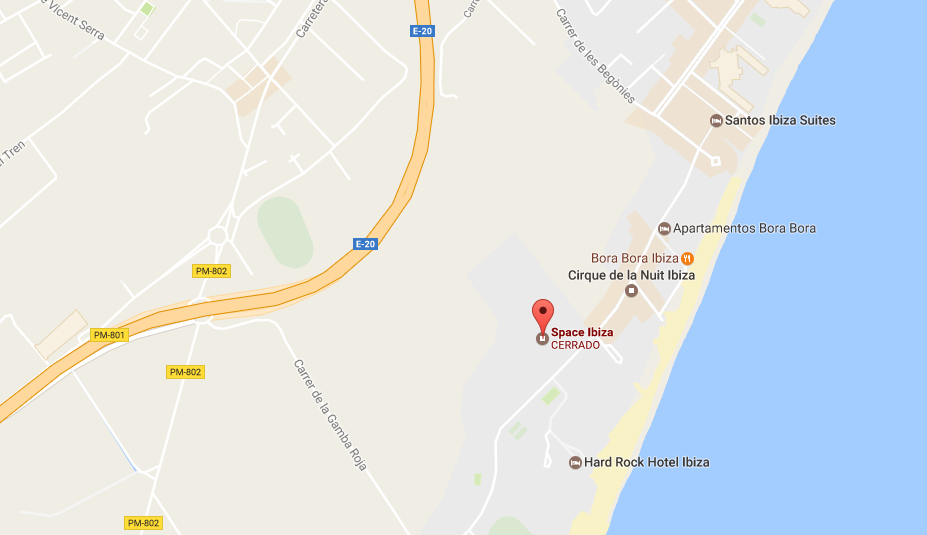 Vicent Serra
Carretera
E-20
Carrer de les Begònies
Santos Ibiza Suites
Tren
Apartamentos Bora Bora
E-20
Bora Bora Ibiza
PM-802
Cirque de la Nuit Ibiza
Space Ibiza
CERRADO
PM-801
PM-802
Carrer de la Gamba Roja
Hard Rock Hotel Ibiza
PM-802